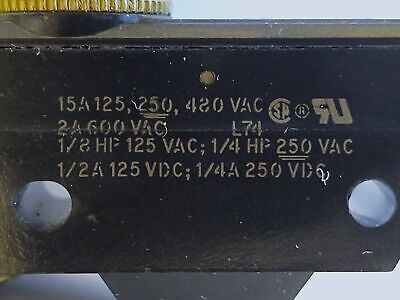 15A 125, 250, 480 VAC
2A 600 VAC L74
1/8 HP 125 VAC; 1/4 HP 250 VAC
1/2A 125 VDC; 1/4A 250 VDC